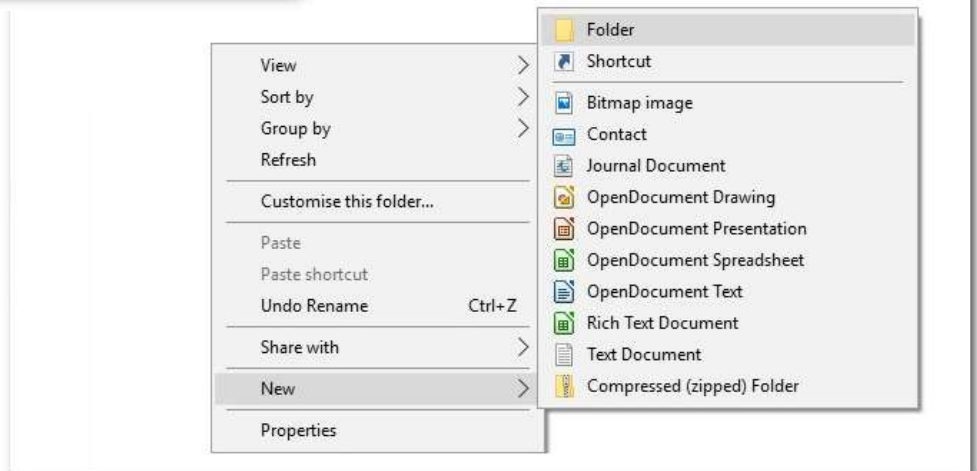 View
Sort by
Group by
Refresh
Customise this folder...
Paste
Paste shortcut
Undo Rename Ctrl+Z
Share with
New
Properties
Folder
Shortcut
Bitmap image
Contact
Journal Document
OpenDocument Drawing
OpenDocument Presentation
OpenDocument Spreadsheet
OpenDocument Text
Rich Text Document
Text Document
Compressed (zipped) Folder